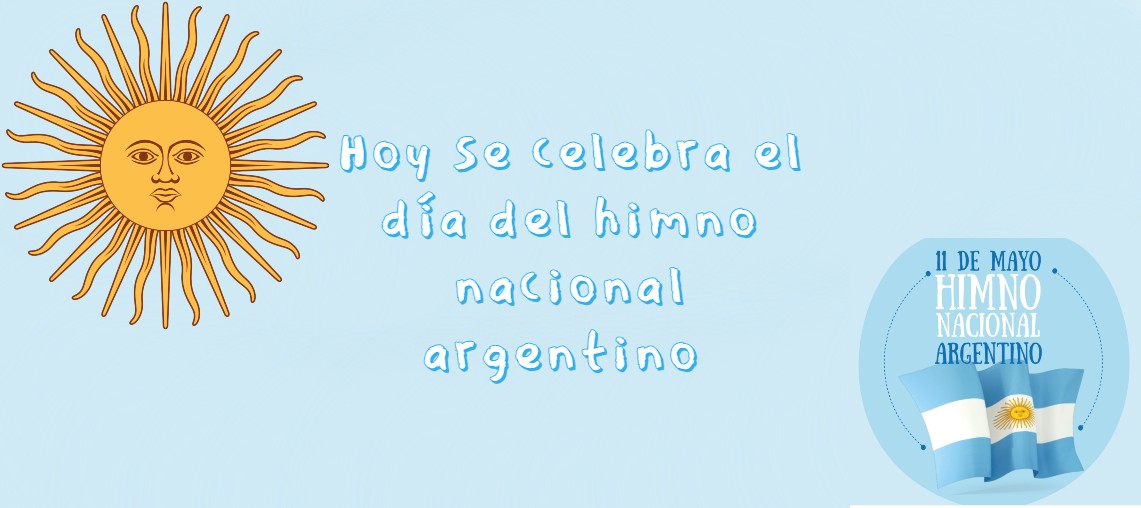 Hoy se celebra el
día del himno
nacional
argentino
11 DE MAYO
HIMNO
NACIONAL
ARGENTINO